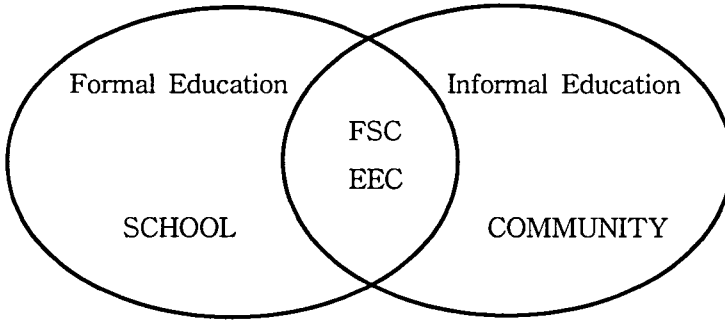 Formal Education
Informal Education
FSC
EEC
SCHOOL
COMMUNITY